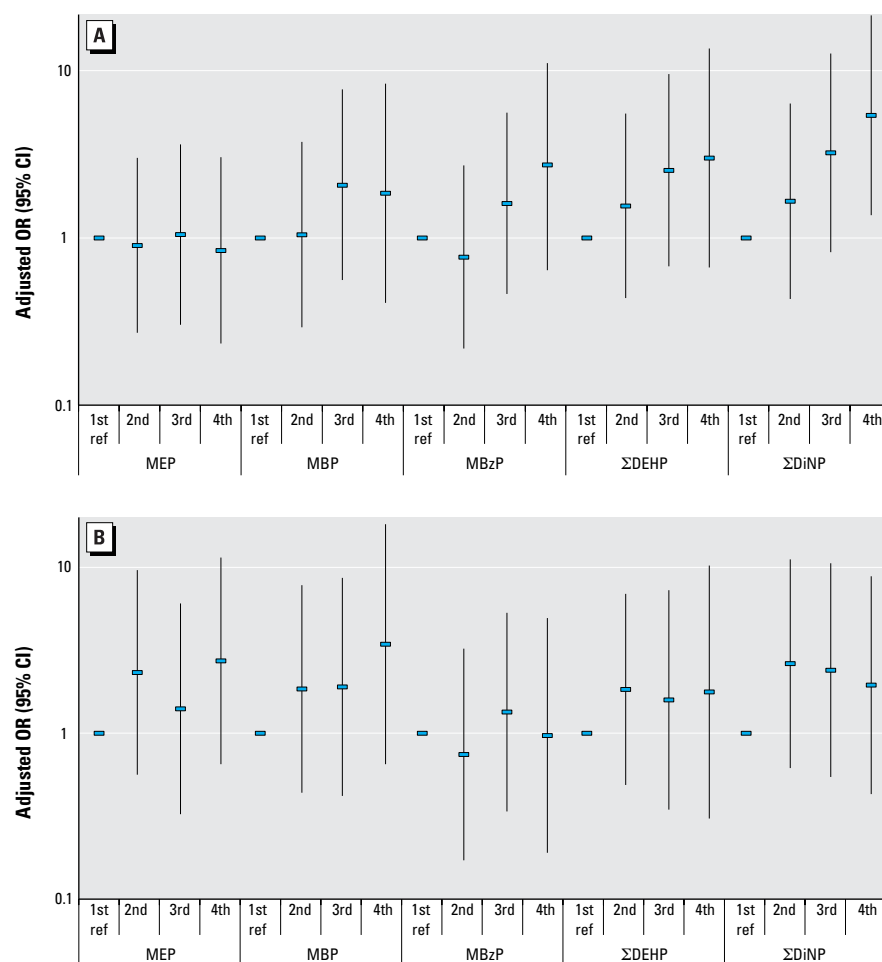 A
Adjusted OR (95% CI)
10
1
0.1
1st ref 2nd 3rd 4th 1st ref 2nd 3rd 4th 1st ref 2nd 3rd 4th 1st ref 2nd 3rd 4th 1st ref 2nd 3rd 4th
MEP MBP MBzP ΣDEHP ΣDiNP
B
Adjusted OR (95% CI)
10
1
0.1
1st ref 2nd 3rd 4th 1st ref 2nd 3rd 4th 1st ref 2nd 3rd 4th 1st ref 2nd 3rd 4th 1st ref 2nd 3rd 4th
MEP MBP MBzP ΣDEHP ΣDiNP